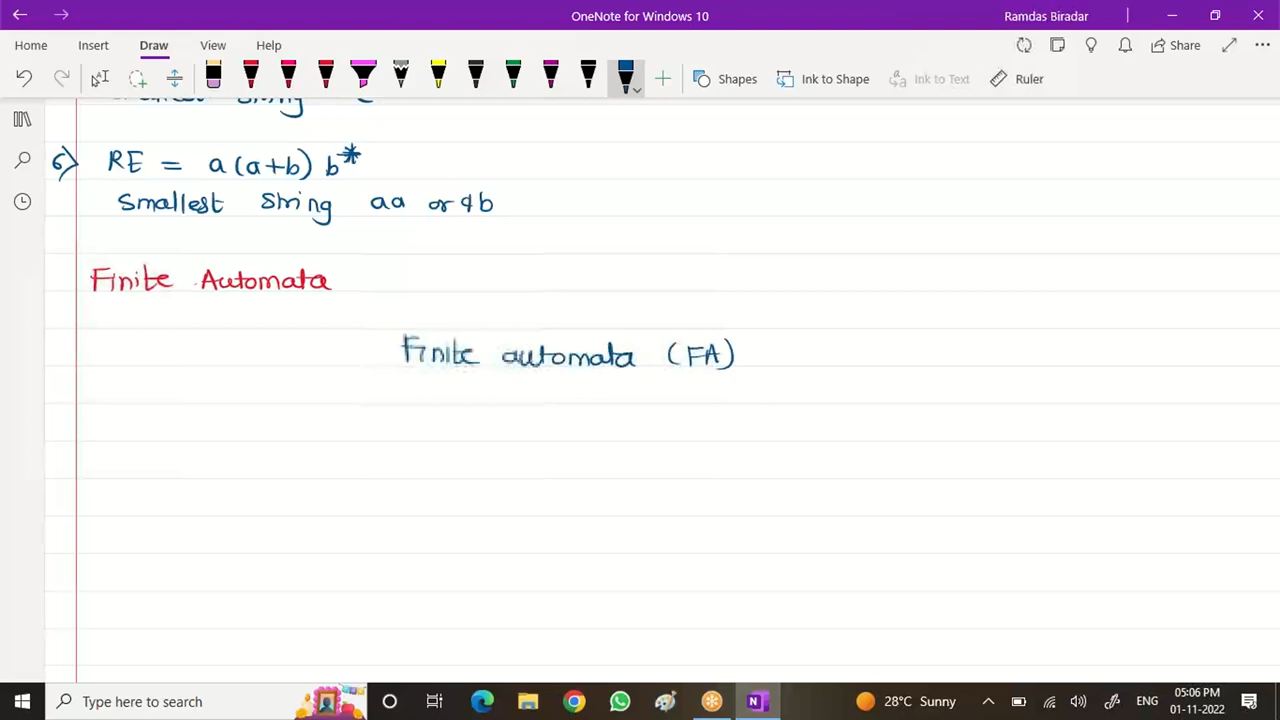 OneNote for Windows 10
Ramdas Biradar
Home Insert Draw View Help
Share
Shapes
Ink to Shape
Ink to Text
Ruler
Smallest String ε
6) RE = a(a+b) b*
Smallest String aa or ab
Finite Automata
Finite automata (FA)
Type here to search
N
28°C Sunny
ENG
05:06 PM
01-11-2022